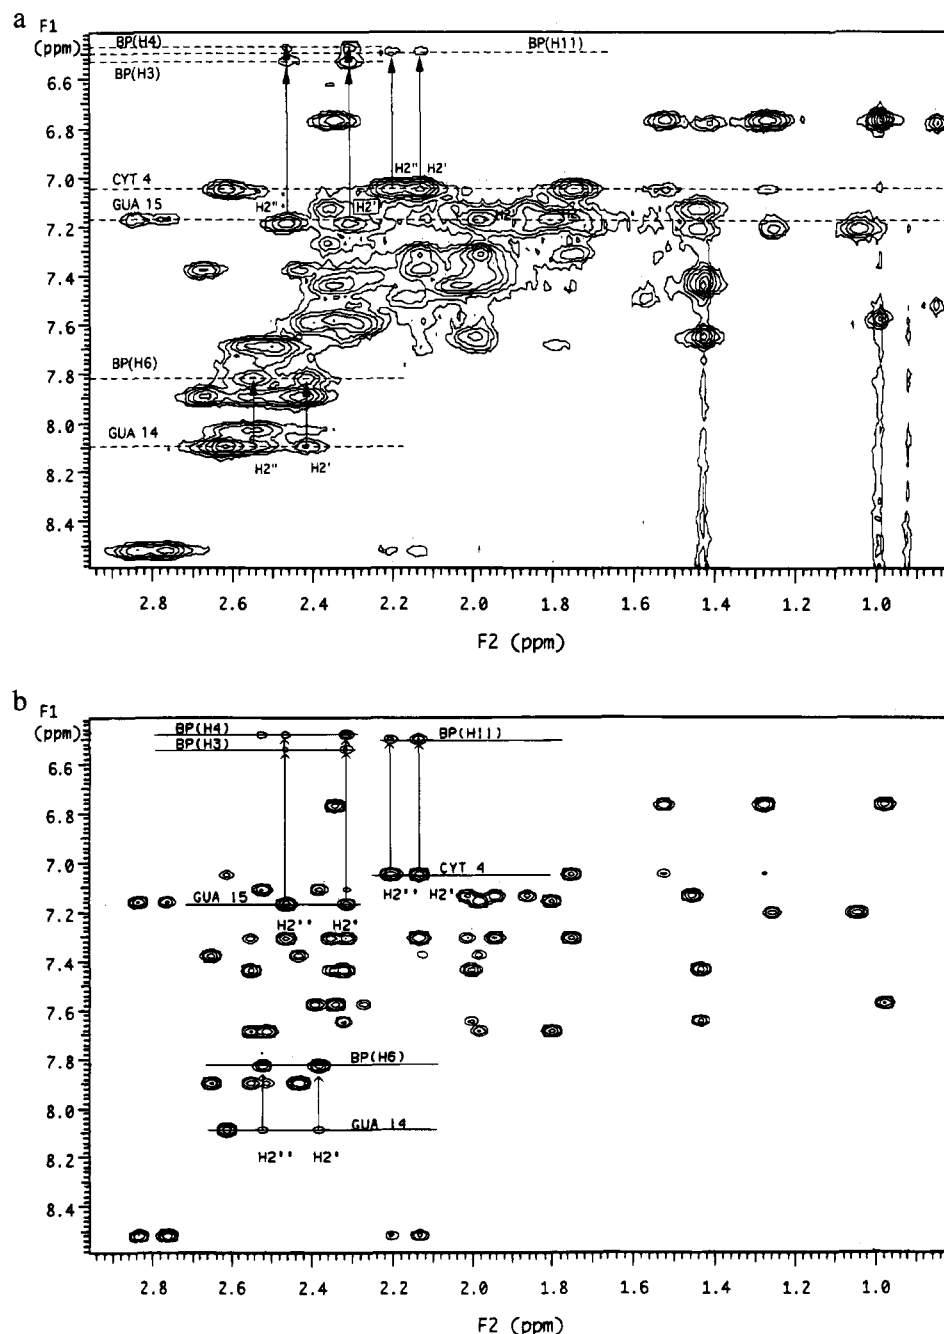 a
F1
(ppm)
BP(H4)
BP(H11)
BP(H3)
6.6
6.8
7.0
CYT 4
H2" H2'
GUA 15
H2" H2'
7.2
7.4
7.6
BP(H6)
7.8
8.0
GUA 14
H2" H2'
8.2
8.4
2.8 2.6 2.4 2.2 2.0 1.8 1.6 1.4 1.2 1.0
F2 (ppm)
b
F1
(ppm)
BP(H4)
BP(H11)
BP(H3)
6.6
6.8
7.0
CYT 4
GUA 15
H2'' H2'
7.2
H2'' H2'
7.4
7.6
BP(H6)
7.8
8.0
GUA 14
H2'' H2'
8.2
8.4
2.8 2.6 2.4 2.2 2.0 1.8 1.6 1.4 1.2 1.0
F2 (ppm)